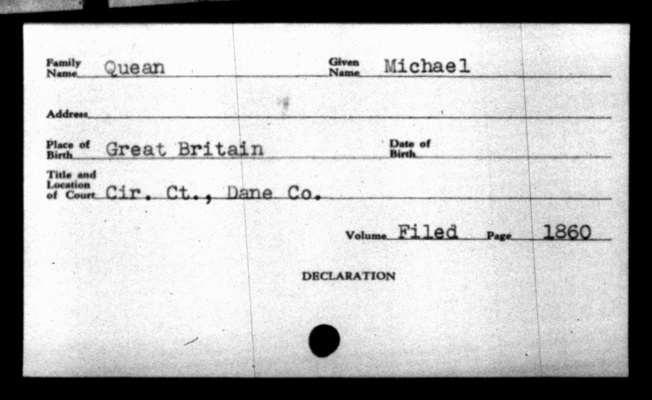 Family Name Quean Given Name Michael
Address
Place of Birth Great Britain Date of Birth
Title and Location of Court Cir. Ct., Dane Co.
Volume Filed Page 1860
DECLARATION